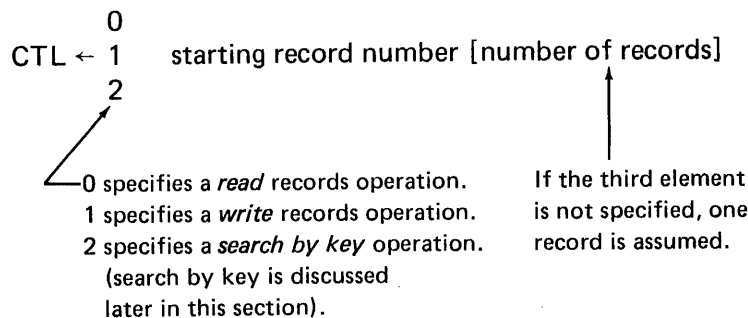 0
CTL ← 1 starting record number [number of records]
2
0 specifies a read records operation.
1 specifies a write records operation.
2 specifies a search by key operation.
(search by key is discussed
later in this section).
If the third element
is not specified, one
record is assumed.